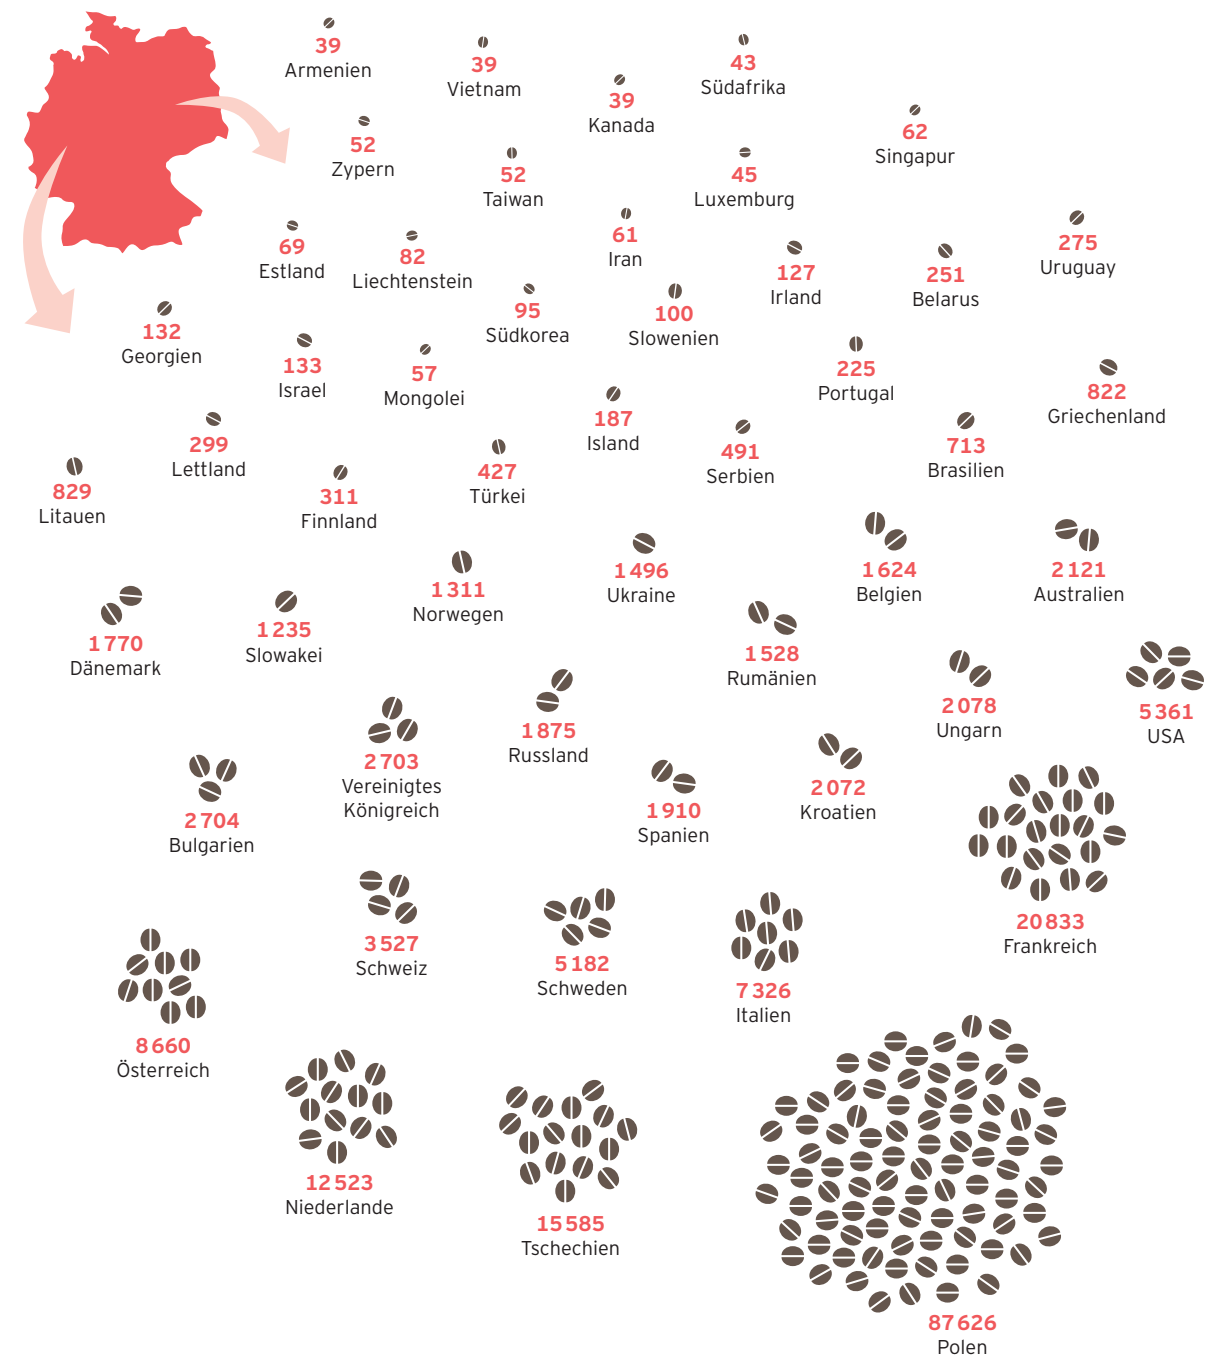 39
Armenien
39
Vietnam
43
Südafrika
39
Kanada
62
Singapur
52
Zypern
52
Taiwan
45
Luxemburg
69
Estland
82
Liechtenstein
61
Iran
127
Irland
251
Belarus
275
Uruguay
132
Georgien
133
Israel
57
Mongolei
95
Südkorea
100
Slowenien
225
Portugal
822
Griechenland
299
Lettland
187
Island
491
Serbien
713
Brasilien
829
Litauen
311
Finnland
427
Türkei
1 770
Dänemark
1 235
Slowakei
1 311
Norwegen
1 496
Ukraine
1 624
Belgien
2 121
Australien
1 528
Rumänien
2 078
Ungarn
5 361
USA
2 704
Bulgarien
2 703
Vereinigtes
Königreich
1 875
Russland
1 910
Spanien
2 072
Kroatien
20 833
Frankreich
3 527
Schweiz
5 182
Schweden
7 326
Italien
8 660
Österreich
12 523
Niederlande
15 585
Tschechien
87 626
Polen